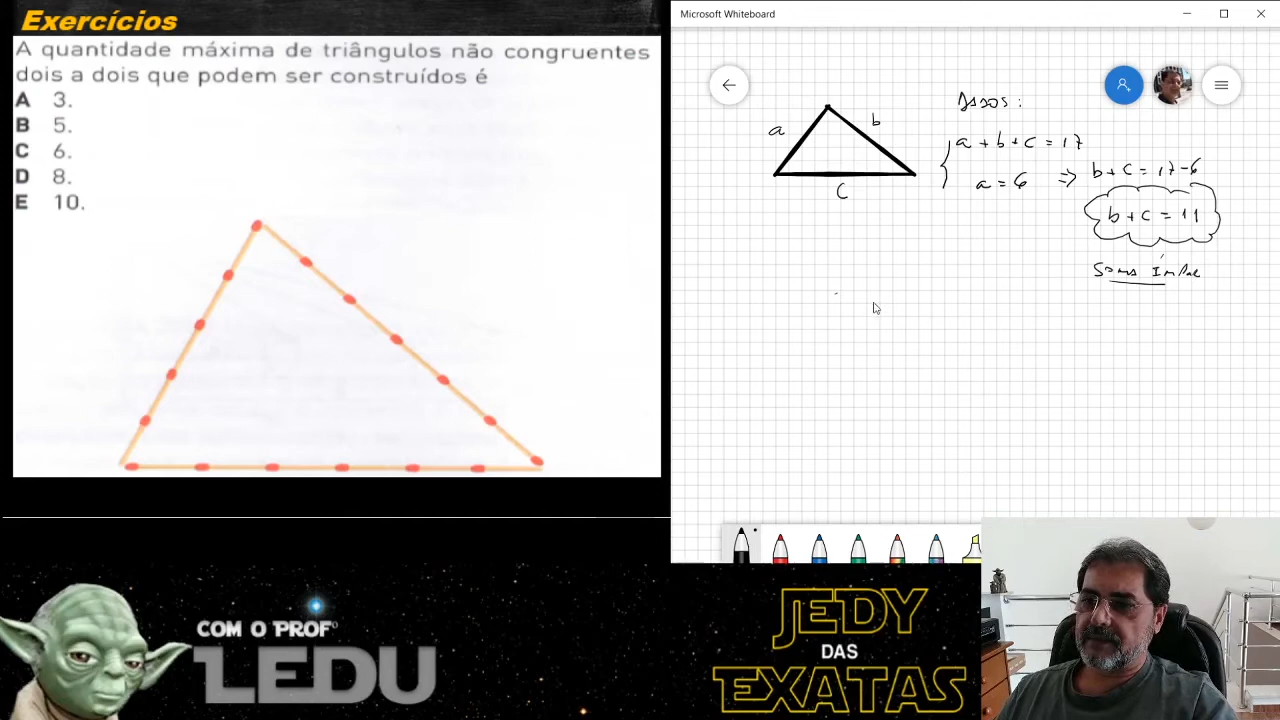 Exercícios
A quantidade máxima de triângulos não congruentes
dois a dois que podem ser construídos é
A 3.
B 5.
C 6.
D 8.
E 10.
Microsoft Whiteboard
a
b
c
Dados:
a + b + c = 17
a = 6 ⇒ b + c = 17-6
b + c = 11
Soma Ímpar
COM O PROF°
LEDU
JEDY
DAS
EXATAS